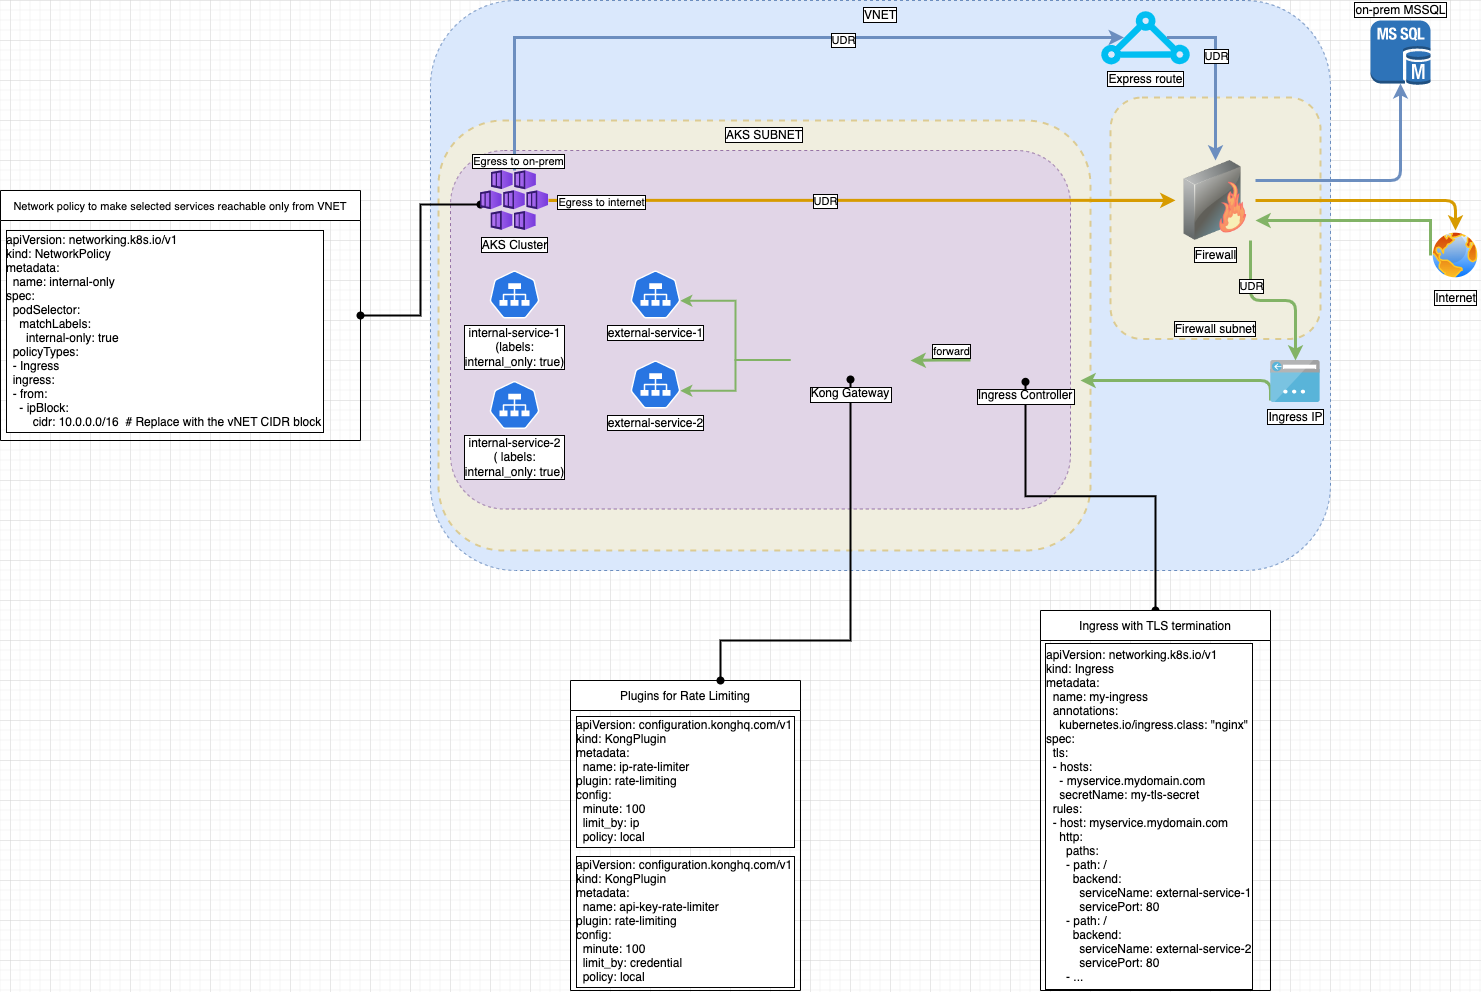 VNET
on-prem MSSQL
MS SQL
M
UDR
UDR
Express route
AKS SUBNET
Egress to on-prem
Egress to internet
UDR
AKS Cluster
Firewall
UDR
Internet
Firewall subnet
Ingress IP
internal-service-1
(labels:
internal_only: true)
external-service-1
internal-service-2
( labels:
internal_only: true)
external-service-2
forward
Kong Gateway
Ingress Controller
Network policy to make selected services reachable only from VNET
apiVersion: networking.k8s.io/v1
kind: NetworkPolicy
metadata:
  name: internal-only
spec:
  podSelector:
    matchLabels:
      internal-only: true
  policyTypes:
  - Ingress
  ingress:
  - from:
    - ipBlock:
        cidr: 10.0.0.0/16  # Replace with the vNET CIDR block
Plugins for Rate Limiting
apiVersion: configuration.konghq.com/v1
kind: KongPlugin
metadata:
  name: ip-rate-limiter
plugin: rate-limiting
config:
  minute: 100
  limit_by: ip
  policy: local
apiVersion: configuration.konghq.com/v1
kind: KongPlugin
metadata:
  name: api-key-rate-limiter
plugin: rate-limiting
config:
  minute: 100
  limit_by: credential
  policy: local
Ingress with TLS termination
apiVersion: networking.k8s.io/v1
kind: Ingress
metadata:
  name: my-ingress
  annotations:
    kubernetes.io/ingress.class: "nginx"
spec:
  tls:
  - hosts:
    - myservice.mydomain.com
    secretName: my-tls-secret
  rules:
  - host: myservice.mydomain.com
    http:
      paths:
      - path: /
        backend:
          serviceName: external-service-1
          servicePort: 80
      - path: /
        backend:
          serviceName: external-service-2
          servicePort: 80
      - ...